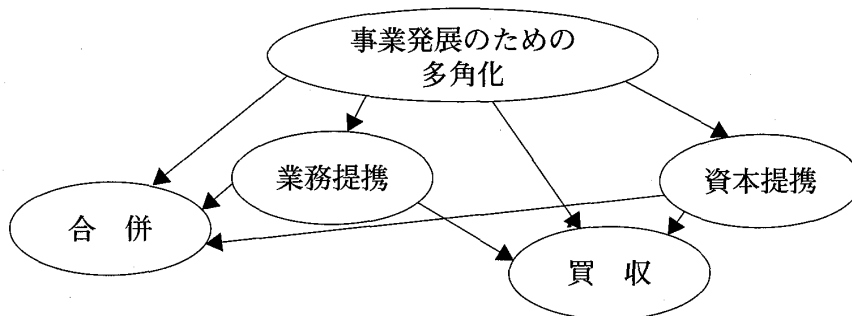 事業発展のための
多角化
業務提携
資本提携
合 併
買 収